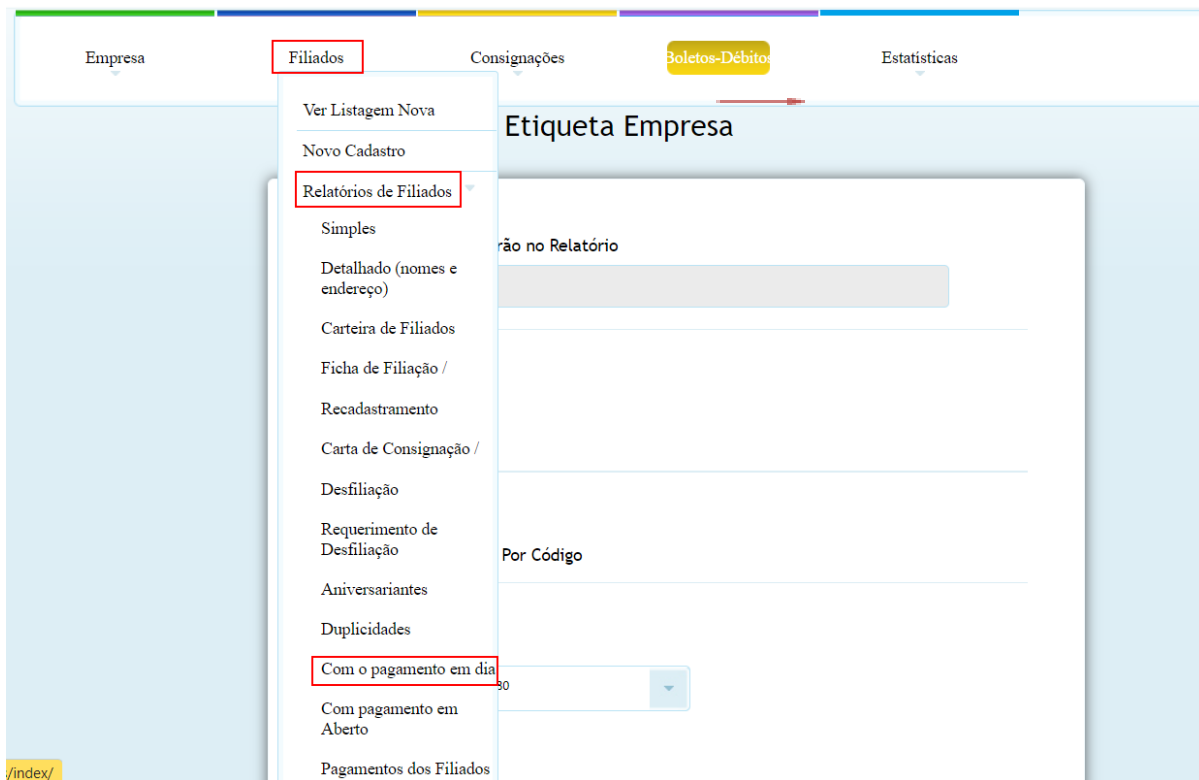 Empresa
Filiados
Consignações
Boletos-Débitos
Estatísticas
Ver Listagem Nova
Etiqueta Empresa
Novo Cadastro
Relatórios de Filiados
Simples
rão no Relatório
Detalhado (nomes e
endereço)
Carteira de Filiados
Ficha de Filiação /
Recadastramento
Carta de Consignação /
Desfiliação
Requerimento de
Desfiliação
Por Código
Aniversariantes
Duplicidades
Com o pagamento em dia
30
Com pagamento em
Aberto
Pagamentos dos Filiados
/index/